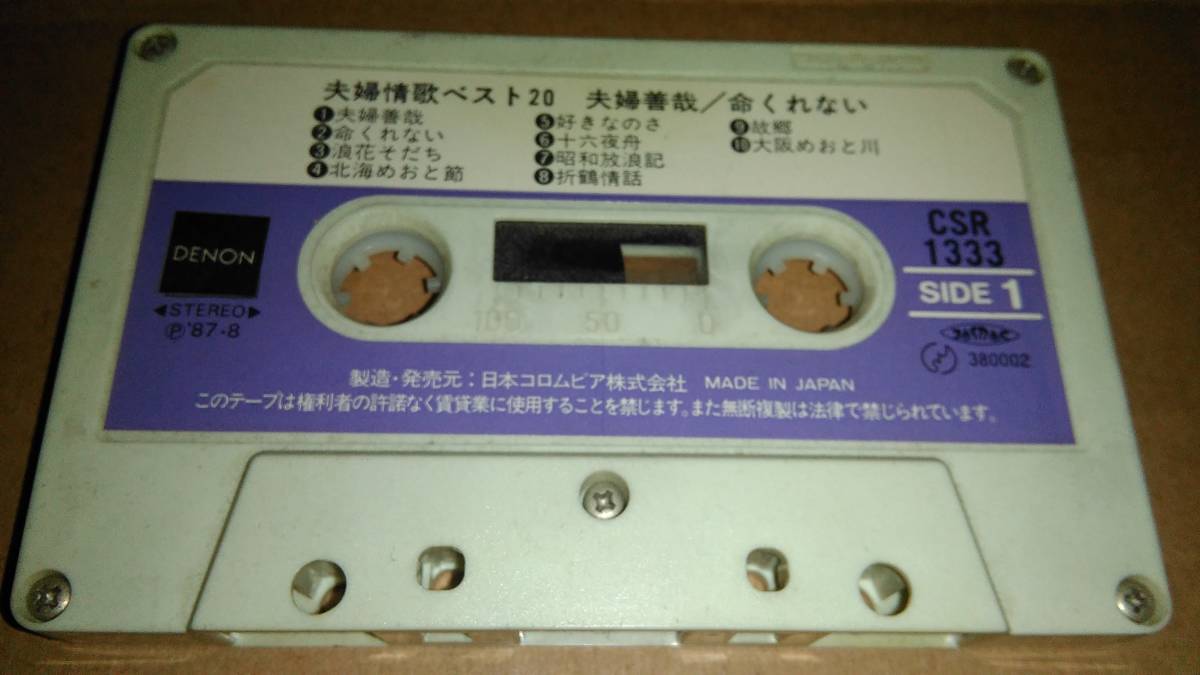 夫婦情歌ベスト20 夫婦善哉／命くれない
❶夫婦善哉
❷命くれない
❸浪花そだち
❹北海めおと節
❺好きなのさ
❻十六夜舟
❼昭和放浪記
❽折鶴情話
❾故郷
❿大阪めおと川
DENON
◀STEREO▶
Ⓟ'87・8
CSR
1333
SIDE 1
380002
100 50 0
製造・発売元：日本コロムビア株式会社 MADE IN JAPAN
このテープは権利者の許諾なく賃貸業に使用することを禁じます。また無断複製は法律で禁じられています。